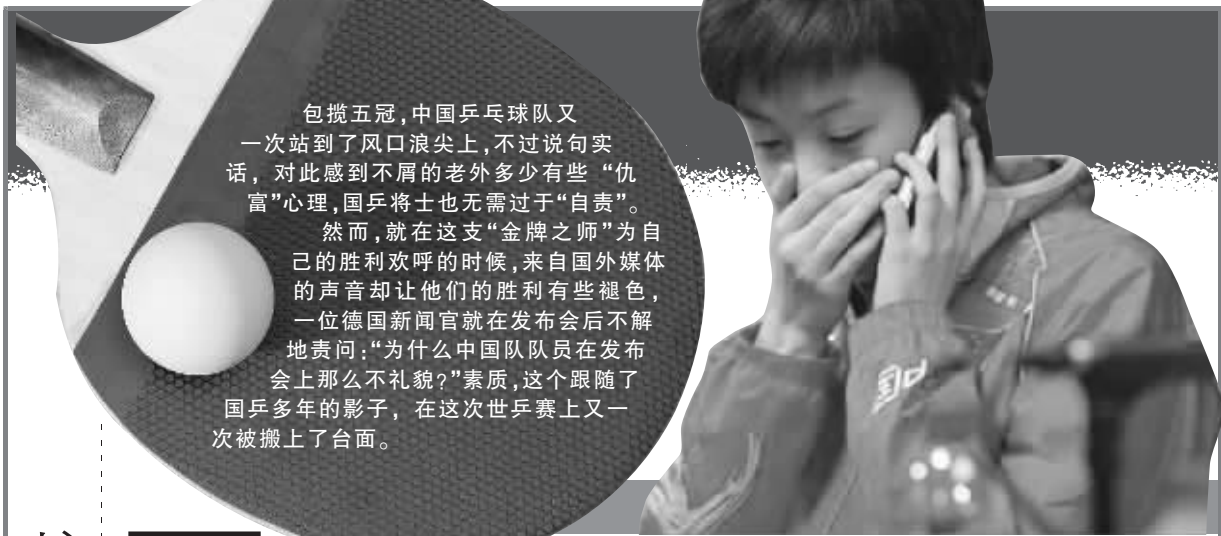 包揽五冠,中国乒乓球队又
一次站到了风口浪尖上,不过说句实
话，对此感到不屑的老外多少有些“仇
富”心理,国乒将士也无需过于“自责”。
然而,就在这支“金牌之师”为自
己的胜利欢呼的时候,来自国外媒体
的声音却让他们的胜利有些褪色，
一位德国新闻官就在发布会后不解
地责问:“为什么中国队队员在发布
会上那么不礼貌?”素质,这个跟随了
国乒多年的影子，在这次世乒赛上又一
次被搬上了台面。